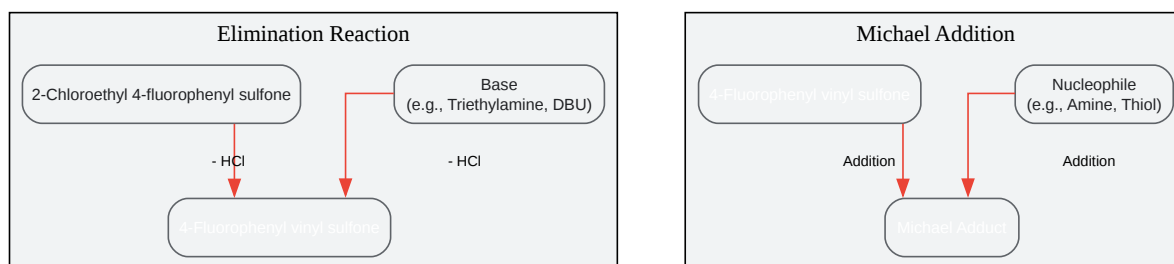 Elimination Reaction
2-Chloroethyl 4-fluorophenyl sulfone
Base
(e.g., Triethylamine, DBU)
- HCl
- HCl
4-Fluorophenyl vinyl sulfone
Michael Addition
4-Fluorophenyl vinyl sulfone
Nucleophile
(e.g., Amine, Thiol)
Addition
Addition
Michael Adduct